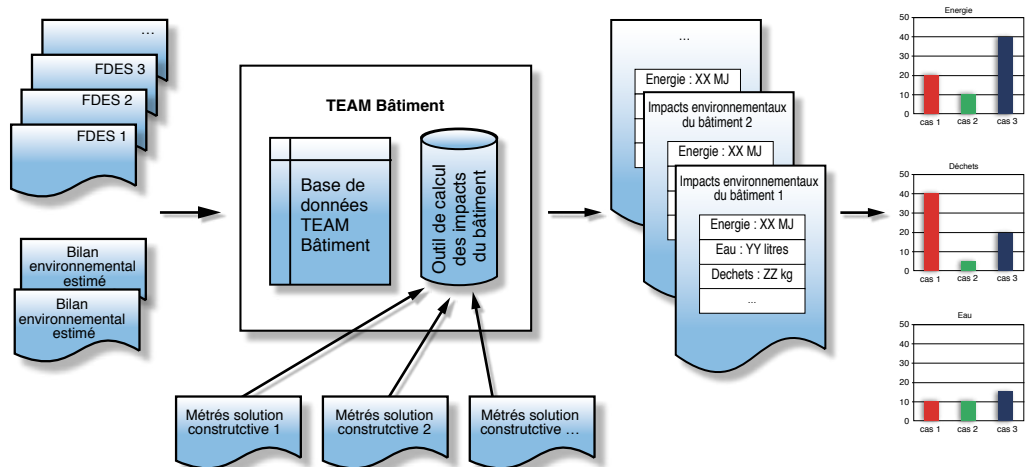 ...
FDES 3
FDES 2
FDES 1
Bilan
environnemental
estimé
Bilan
environnemental
estimé
TEAM Bâtiment
Base de
données
TEAM
Bâtiment
Outil de calcul
des impacts
du bâtiment
Métrés solution
construtctive 1
Métrés solution
construtctive 2
Métrés solution
construtctive ...
...
Energie : XX MJ
Impacts environnementaux
du bâtiment 2
Energie : XX MJ
Impacts environnementaux
du bâtiment 1
Energie : XX MJ
Eau : YY litres
Dechets : ZZ kg
...
Energie
50
40
30
20
10
0
cas 1 cas 2 cas 3
Déchets
50
40
30
20
10
0
cas 1 cas 2 cas 3
Eau
50
40
30
20
10
0
cas 1 cas 2 cas 3